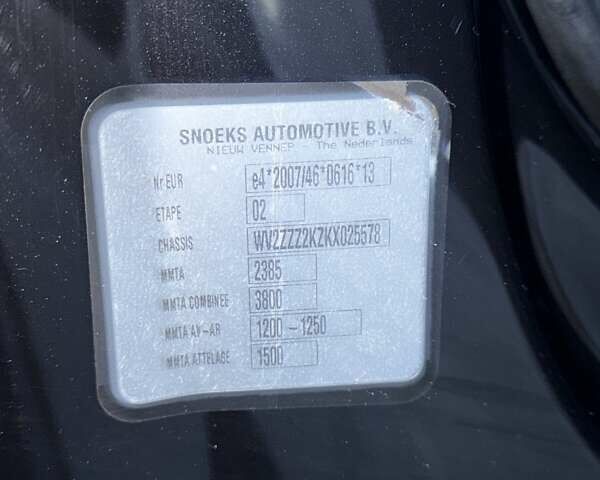 SNOEKS AUTOMOTIVE B.V.
NIEUW VENNEP - The Nederlands
Nr EUR e4*2007/46*0616*13
ETAPE 02
CHASSIS WV2ZZZ2KZKX025578
MMTA 2385
MMTA COMBINEE 3800
MMTA AV-AR 1200 - 1250
MMTA ATTELAGE 1500